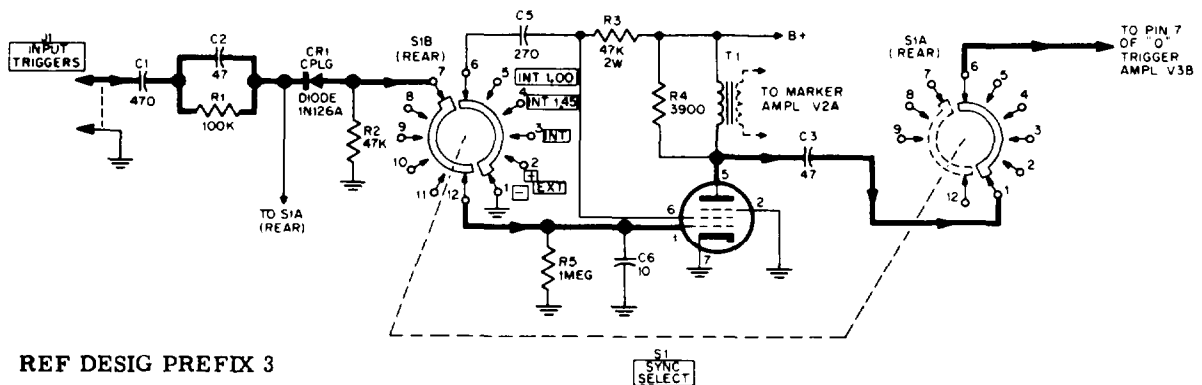 J1
INPUT
TRIGGERS
C1
470
C2
47
R1
100K
CR1
CPLG
DIODE
1N126A
TO S1A
(REAR)
R2
47K
S1B
(REAR)
7
8
9
10
11
12
6
5
4
3
2
1
INT 1,00
INT 1,45
INT
+
EXT
-
C5
270
R3
47K
2W
B+
T1
R4
3900
TO MARKER
AMPL V2A
C3
47
5
2
6
1
7
R5
1MEG
C6
10
S1A
(REAR)
7
8
9
12
6
5
4
3
2
1
TO PIN 7
OF "O"
TRIGGER
AMPL V3B
S1
SYNC
SELECT
REF DESIG PREFIX 3